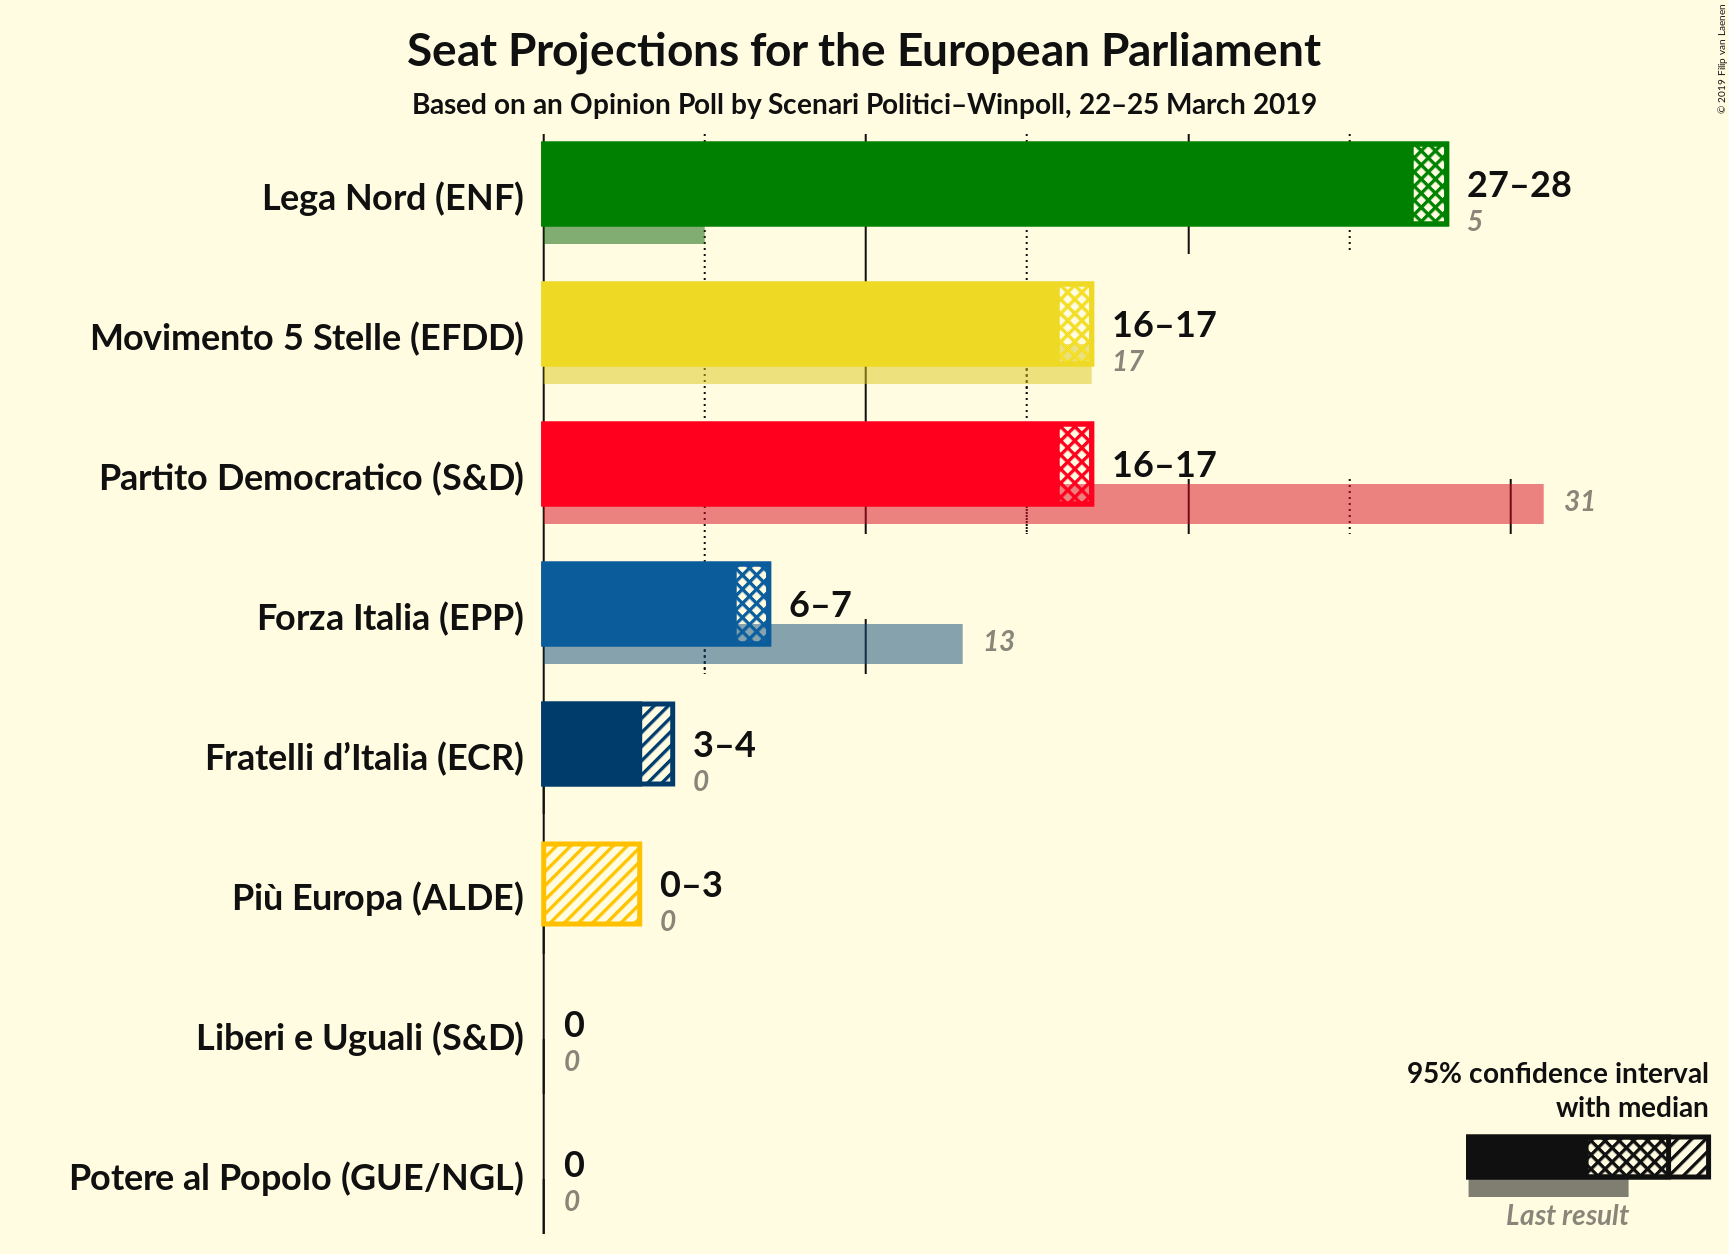 Seat Projections for the European Parliament
Based on an Opinion Poll by Scenari Politici–Winpoll, 22–25 March 2019
© 2019 Filip van Laenen
Lega Nord (ENF)
27–28
5
Movimento 5 Stelle (EFDD)
16–17
17
Partito Democratico (S&D)
16–17
31
Forza Italia (EPP)
6–7
13
Fratelli d’Italia (ECR)
3–4
0
Più Europa (ALDE)
0–3
0
Liberi e Uguali (S&D)
0
0
Potere al Popolo (GUE/NGL)
0
0
95% confidence interval
with median
Last result